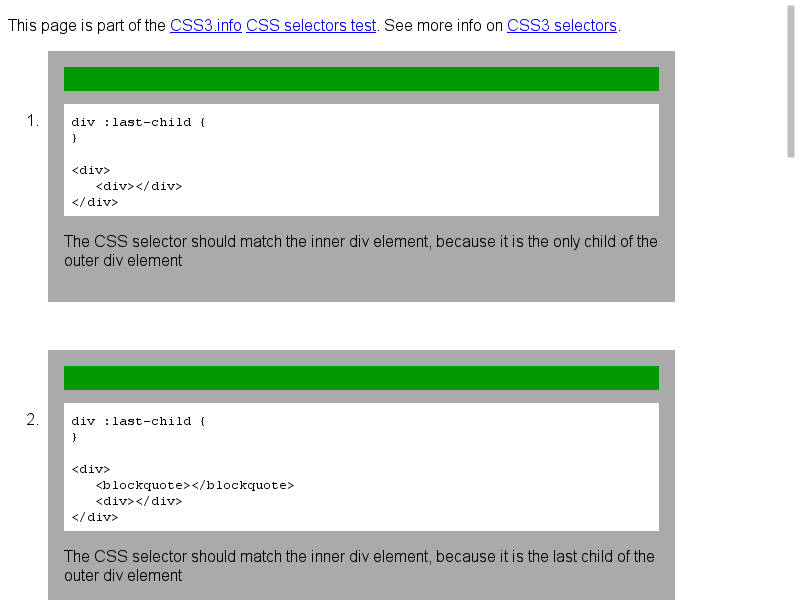 This page is part of the CSS3.info CSS selectors test. See more info on CSS3 selectors.
1.
div :last-child {
}
<div>
<div></div>
</div>
The CSS selector should match the inner div element, because it is the only child of the
outer div element
2.
div :last-child {
}
<div>
<blockquote></blockquote>
<div></div>
</div>
The CSS selector should match the inner div element, because it is the last child of the
outer div element